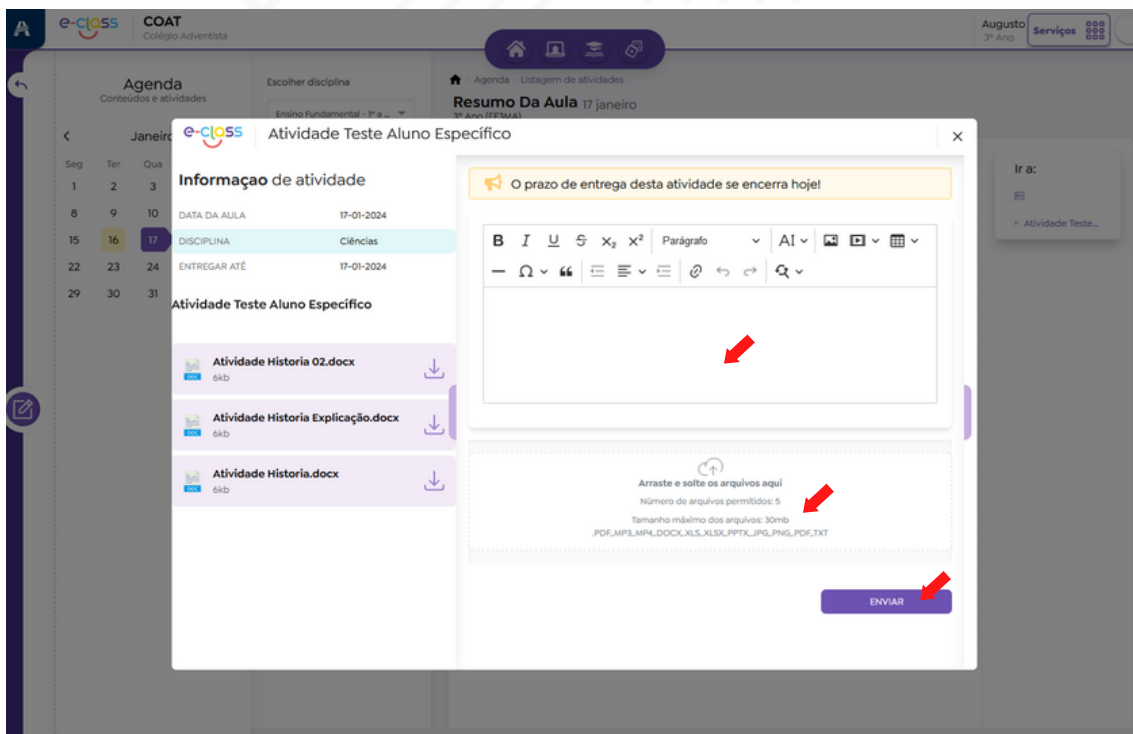 e-class
COAT
Colégio Adventista
Augusto
3º Ano
Serviços
Agenda
Conteúdos e atividades
Escolher disciplina
Ensino Fundamental - 1º a ...
Agenda Listagem de atividades
Resumo Da Aula 17 janeiro
3º Ano (EF3MA)
Janeiro
Seg Ter Qua
1 2 3
8 9 10
15 16 17
22 23 24
29 30 31
e-class Atividade Teste Aluno Específico ×
Informaçao de atividade
DATA DA AULA 17-01-2024
DISCIPLINA Ciências
ENTREGAR ATÉ 17-01-2024
Atividade Teste Aluno Específico
Atividade Historia 02.docx
6kb
Atividade Historia Explicação.docx
6kb
Atividade Historia.docx
6kb
O prazo de entrega desta atividade se encerra hoje!
B I U S X₂ X² Parágrafo AI
Ω
Arraste e solte os arquivos aqui
Número de arquivos permitidos: 5
Tamanho máximo dos arquivos: 30mb
.PDF,.MP3,.MP4,.DOCX,.XLS,.XLSX,.PPTX,.JPG,.PNG,.PDF,.TXT
ENVIAR
Ir a:
Atividade Teste...